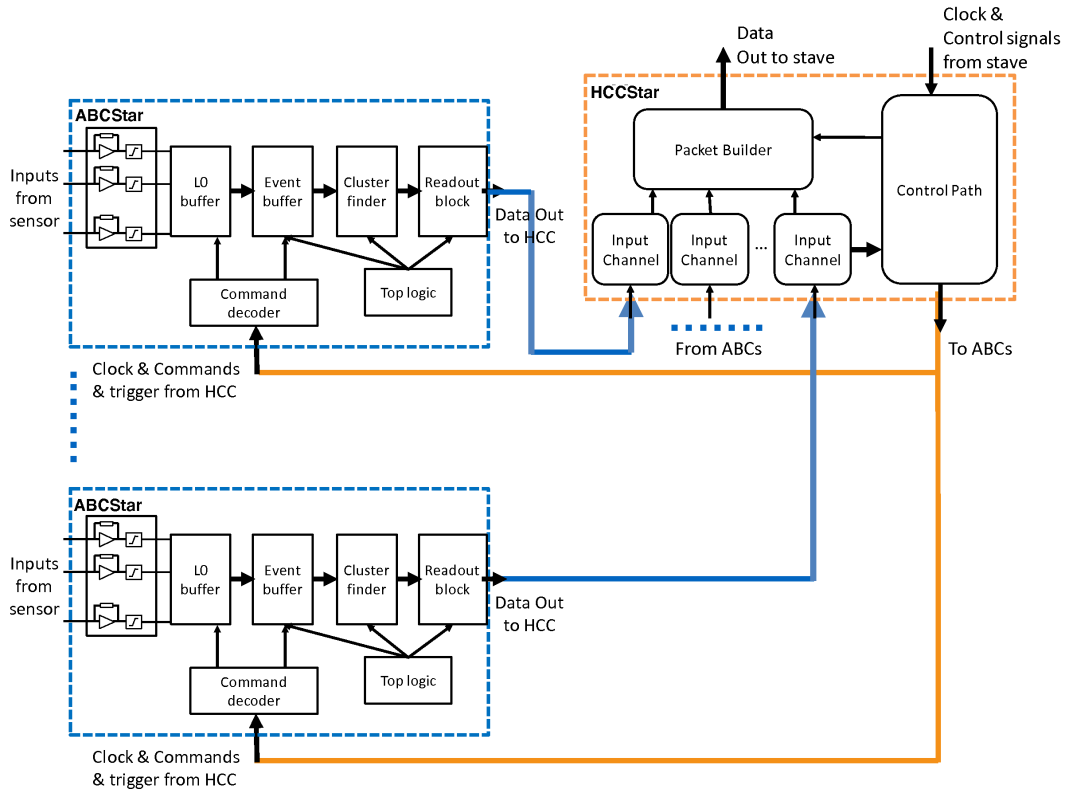 Data
Out to stave
Clock &
Control signals
from stave
HCCStar
Packet Builder
Control Path
Input
Channel
Input
Channel
...
Input
Channel
From ABCs
To ABCs
ABCStar
Inputs
from
sensor
L0
buffer
Event
buffer
Cluster
finder
Readout
block
Data Out
to HCC
Command
decoder
Top logic
Clock & Commands
& trigger from HCC
ABCStar
Inputs
from
sensor
L0
buffer
Event
buffer
Cluster
finder
Readout
block
Data Out
to HCC
Command
decoder
Top logic
Clock & Commands
& trigger from HCC